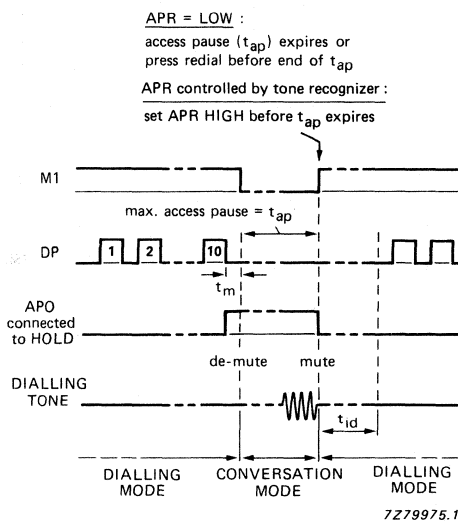 APR = LOW :
access pause (tap) expires or
press redial before end of tap
APR controlled by tone recognizer :
set APR HIGH before tap expires
M1
max. access pause = tap
DP
1 2 10
tm
APO
connected
to HOLD
de-mute mute
DIALLING
TONE
tid
DIALLING
MODE
CONVERSATION
MODE
DIALLING
MODE
7Z79975.1